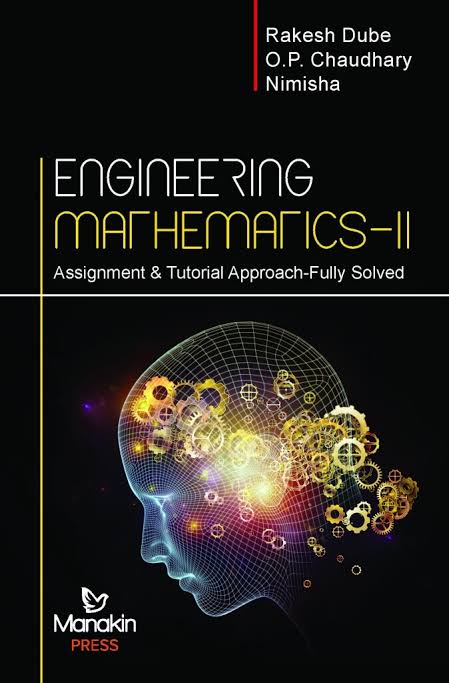 Rakesh Dube
O.P. Chaudhary
Nimisha
ENGINEERING
MATHEMATICS-II
Assignment & Tutorial Approach-Fully Solved
Manakin
PRESS